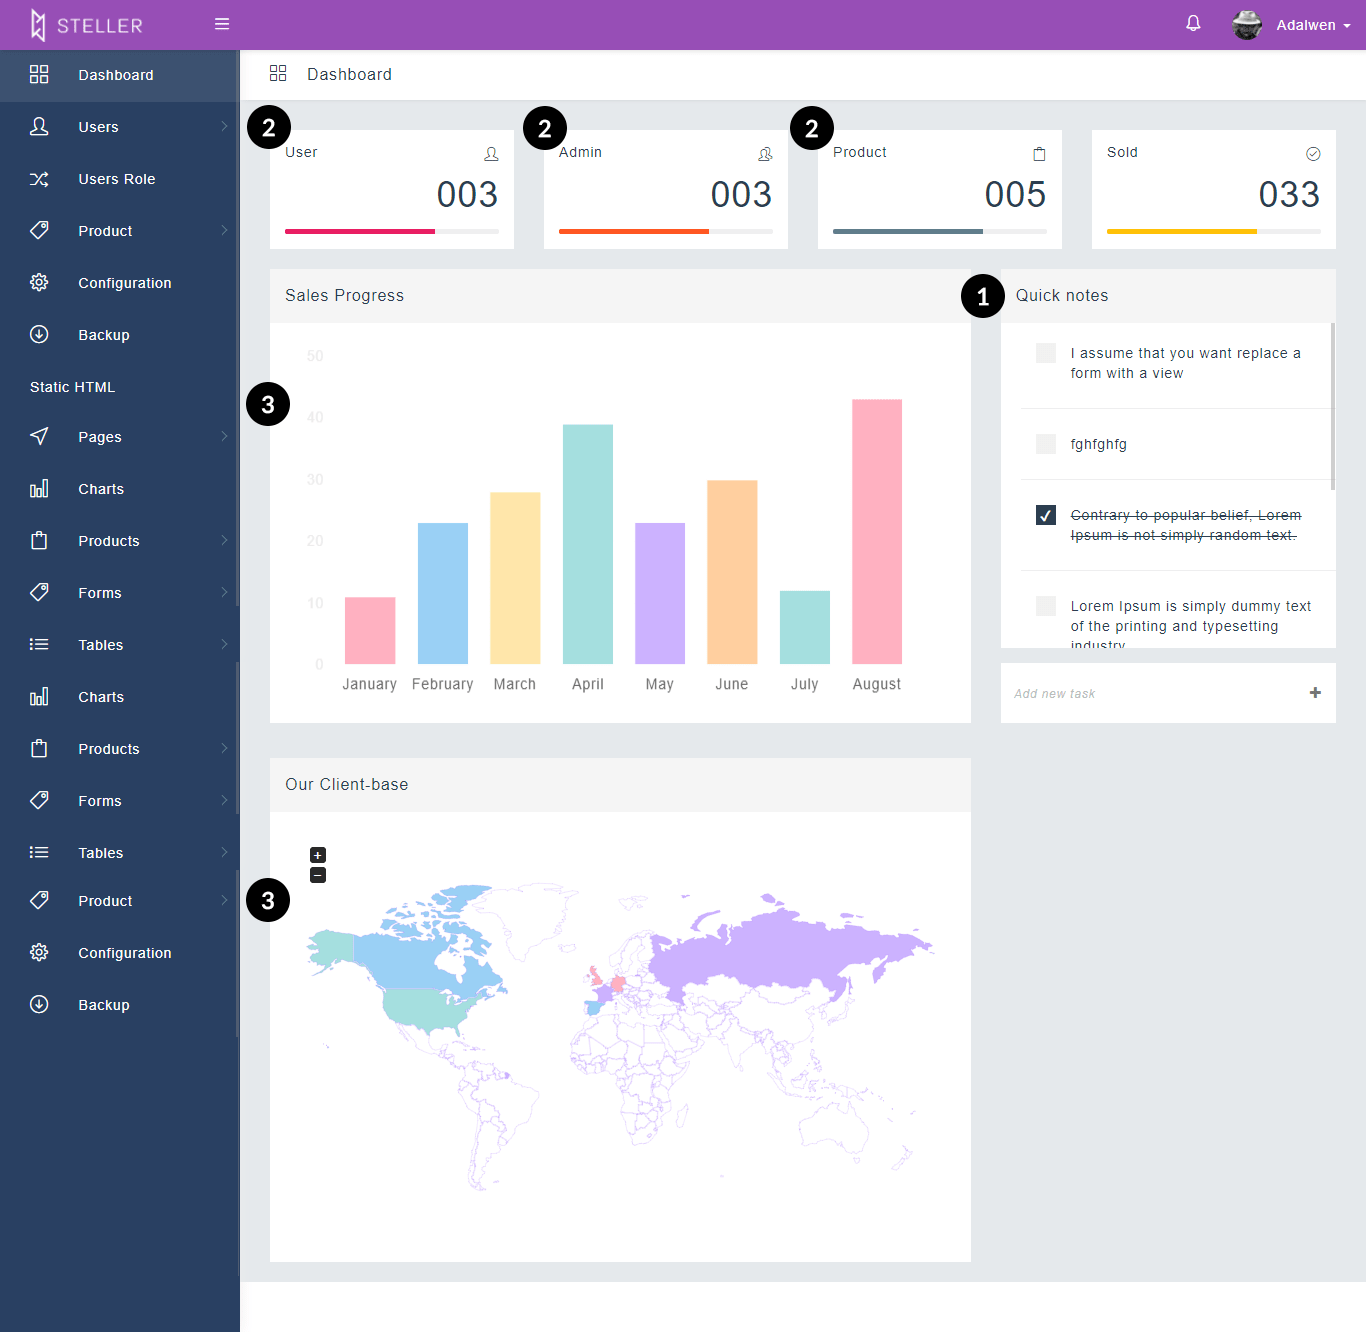 STELLER
Adalwen
Dashboard
Users
Users Role
Product
Configuration
Backup
Static HTML
Pages
Charts
Products
Forms
Tables
Charts
Products
Forms
Tables
Product
Configuration
Backup
Dashboard
2
User
003
2
Admin
003
2
Product
005
Sold
033
Sales Progress
3
50
40
30
20
10
0
January February March April May June July August
1
Quick notes
I assume that you want replace a
form with a view
fghfghfg
Contrary to popular belief, Lorem
Ipsum is not simply random text.
Lorem Ipsum is simply dummy text
of the printing and typesetting
industry
Add new task
+
Our Client-base
3
+
−